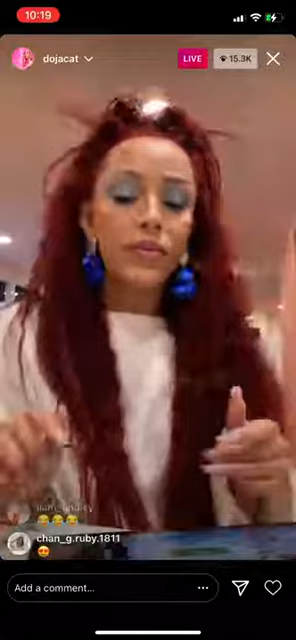 10:19
dojacat
LIVE
15.3K
😂😂😂
chan_g.ruby.1811
😍
Add a comment...